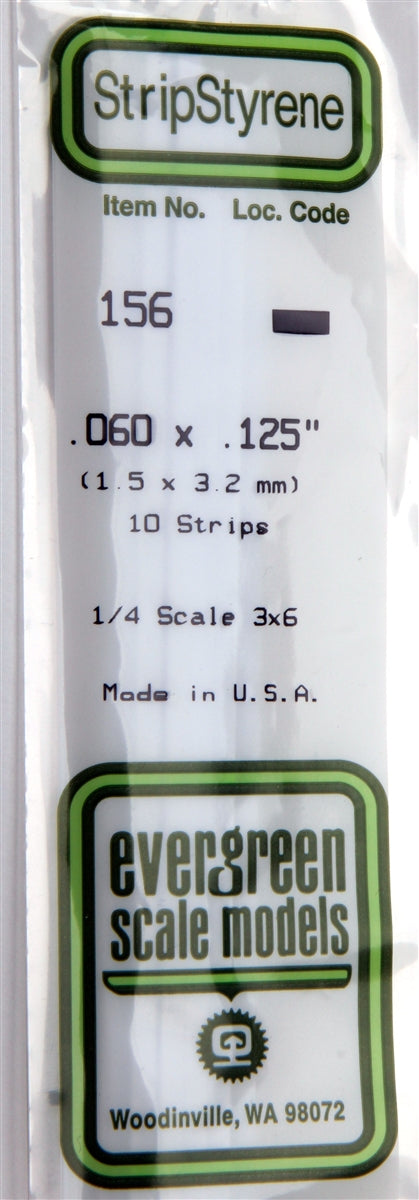 StripStyrene
Item No. Loc. Code
156
.060 x .125"
(1.5 x 3.2 mm)
10 Strips
1/4 Scale 3x6
Made in U.S.A.
evergreen
scale models
Woodinville, WA 98072